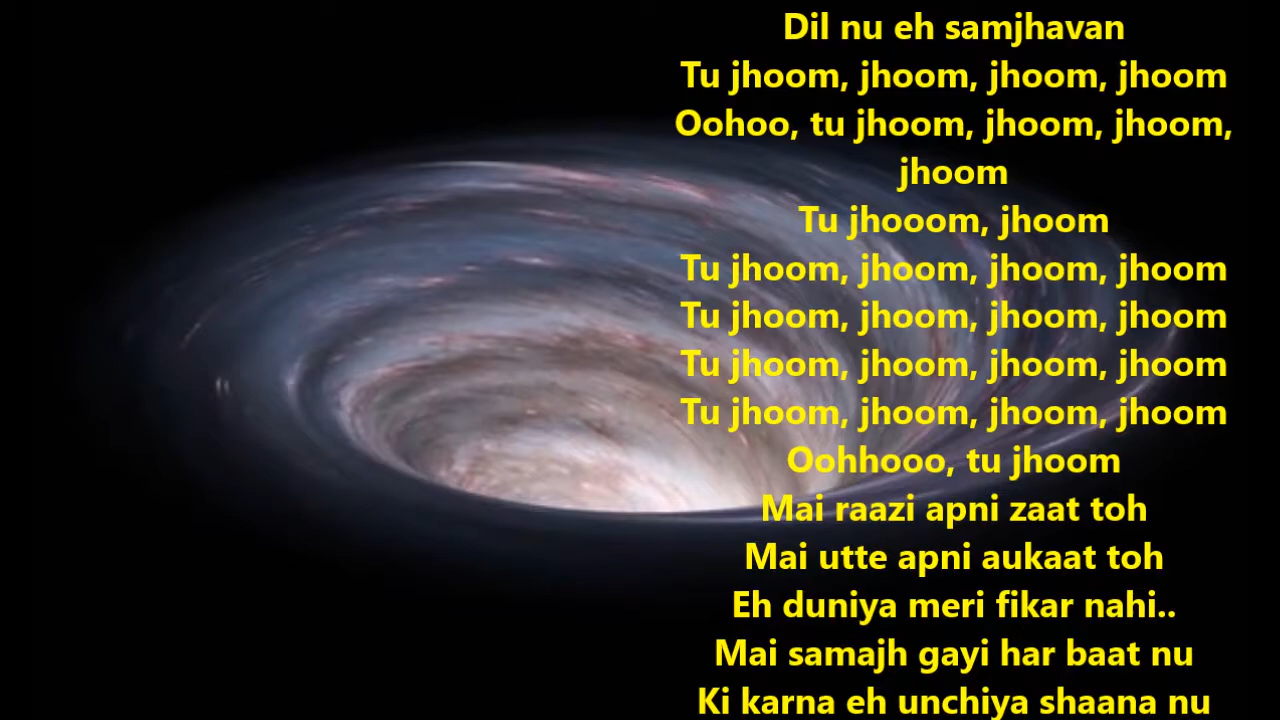 Dil nu eh samjhavan
Tu jhoom, jhoom, jhoom, jhoom
Oohoo, tu jhoom, jhoom, jhoom,
jhoom
Tu jhooom, jhoom
Tu jhoom, jhoom, jhoom, jhoom
Tu jhoom, jhoom, jhoom, jhoom
Tu jhoom, jhoom, jhoom, jhoom
Tu jhoom, jhoom, jhoom, jhoom
Oohhooo, tu jhoom
Mai raazi apni zaat toh
Mai utte apni aukaat toh
Eh duniya meri fikar nahi..
Mai samajh gayi har baat nu
Ki karna eh unchiya shaana nu